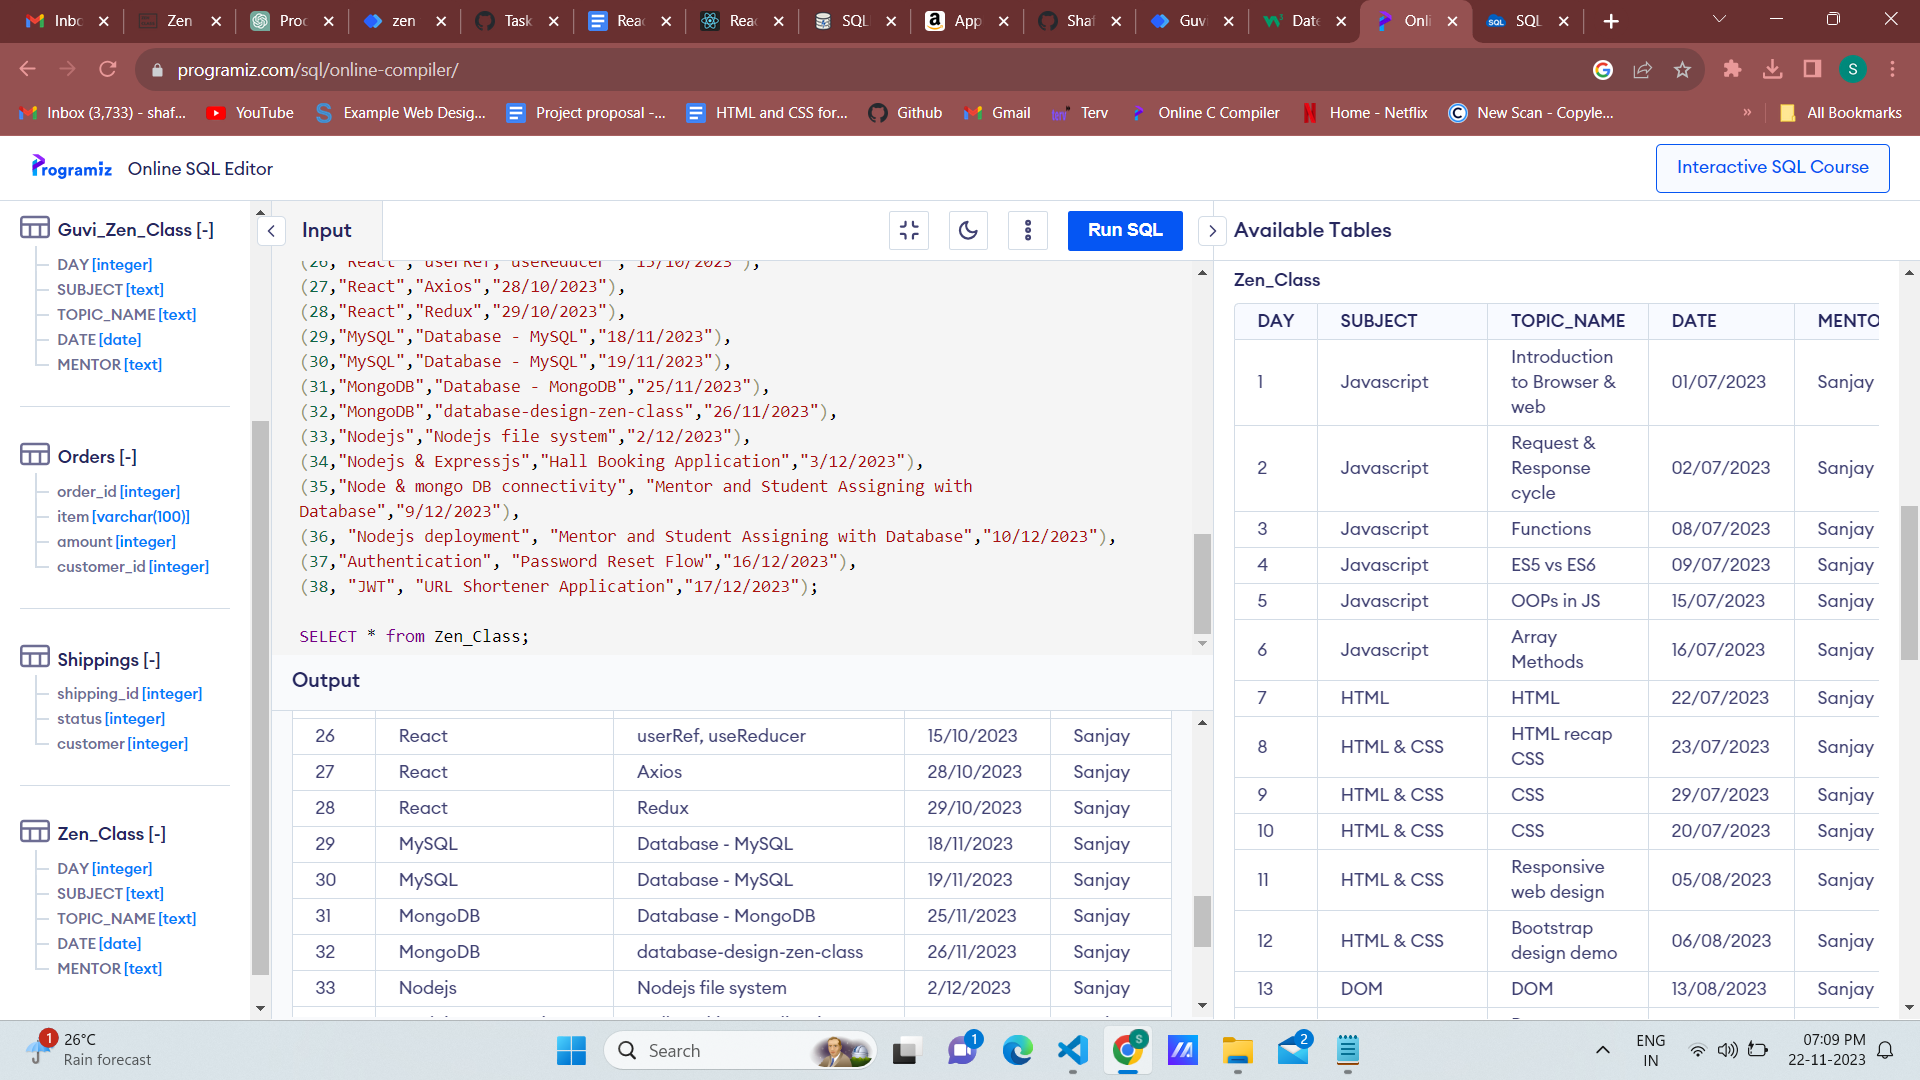 Inbo
Zen
Proc
zen
Task
Reac
Reac
SQL
App
Shaf
Guvi
Date
Onli
SQL
programiz.com/sql/online-compiler/
S
Inbox (3,733) - shaf...
YouTube
Example Web Desig...
Project proposal -...
HTML and CSS for...
Github
Gmail
Terv
Online C Compiler
Home - Netflix
New Scan - Copyle...
»
All Bookmarks
Programiz
Online SQL Editor
Interactive SQL Course
Guvi_Zen_Class [-]
DAY [integer]
SUBJECT [text]
TOPIC_NAME [text]
DATE [date]
MENTOR [text]
Orders [-]
order_id [integer]
item [varchar(100)]
amount [integer]
customer_id [integer]
Shippings [-]
shipping_id [integer]
status [integer]
customer [integer]
Zen_Class [-]
DAY [integer]
SUBJECT [text]
TOPIC_NAME [text]
DATE [date]
MENTOR [text]
Input
Run SQL
(26,"React","userRef, useReducer","15/10/2023"),
(27,"React","Axios","28/10/2023"),
(28,"React","Redux","29/10/2023"),
(29,"MySQL","Database - MySQL","18/11/2023"),
(30,"MySQL","Database - MySQL","19/11/2023"),
(31,"MongoDB","Database - MongoDB","25/11/2023"),
(32,"MongoDB","database-design-zen-class","26/11/2023"),
(33,"Nodejs","Nodejs file system","2/12/2023"),
(34,"Nodejs & Expressjs","Hall Booking Application","3/12/2023"),
(35,"Node & mongo DB connectivity", "Mentor and Student Assigning with
Database","9/12/2023"),
(36, "Nodejs deployment", "Mentor and Student Assigning with Database","10/12/2023"),
(37,"Authentication", "Password Reset Flow","16/12/2023"),
(38, "JWT", "URL Shortener Application","17/12/2023");
SELECT * from Zen_Class;
Output
26 React userRef, useReducer 15/10/2023 Sanjay
27 React Axios 28/10/2023 Sanjay
28 React Redux 29/10/2023 Sanjay
29 MySQL Database - MySQL 18/11/2023 Sanjay
30 MySQL Database - MySQL 19/11/2023 Sanjay
31 MongoDB Database - MongoDB 25/11/2023 Sanjay
32 MongoDB database-design-zen-class 26/11/2023 Sanjay
33 Nodejs Nodejs file system 2/12/2023 Sanjay
Available Tables
Zen_Class
DAY SUBJECT TOPIC_NAME DATE MENTO
Introduction
1 Javascript to Browser & 01/07/2023 Sanjay
web
Request &
2 Javascript Response 02/07/2023 Sanjay
cycle
3 Javascript Functions 08/07/2023 Sanjay
4 Javascript ES5 vs ES6 09/07/2023 Sanjay
5 Javascript OOPs in JS 15/07/2023 Sanjay
Array
6 Javascript 16/07/2023 Sanjay
Methods
7 HTML HTML 22/07/2023 Sanjay
HTML recap
8 HTML & CSS 23/07/2023 Sanjay
CSS
9 HTML & CSS CSS 29/07/2023 Sanjay
10 HTML & CSS CSS 20/07/2023 Sanjay
Responsive
11 HTML & CSS 05/08/2023 Sanjay
web design
Bootstrap
12 HTML & CSS 06/08/2023 Sanjay
design demo
13 DOM DOM 13/08/2023 Sanjay
1
26°C
Rain forecast
Search
1
S
2
ENG
IN
07:09 PM
22-11-2023